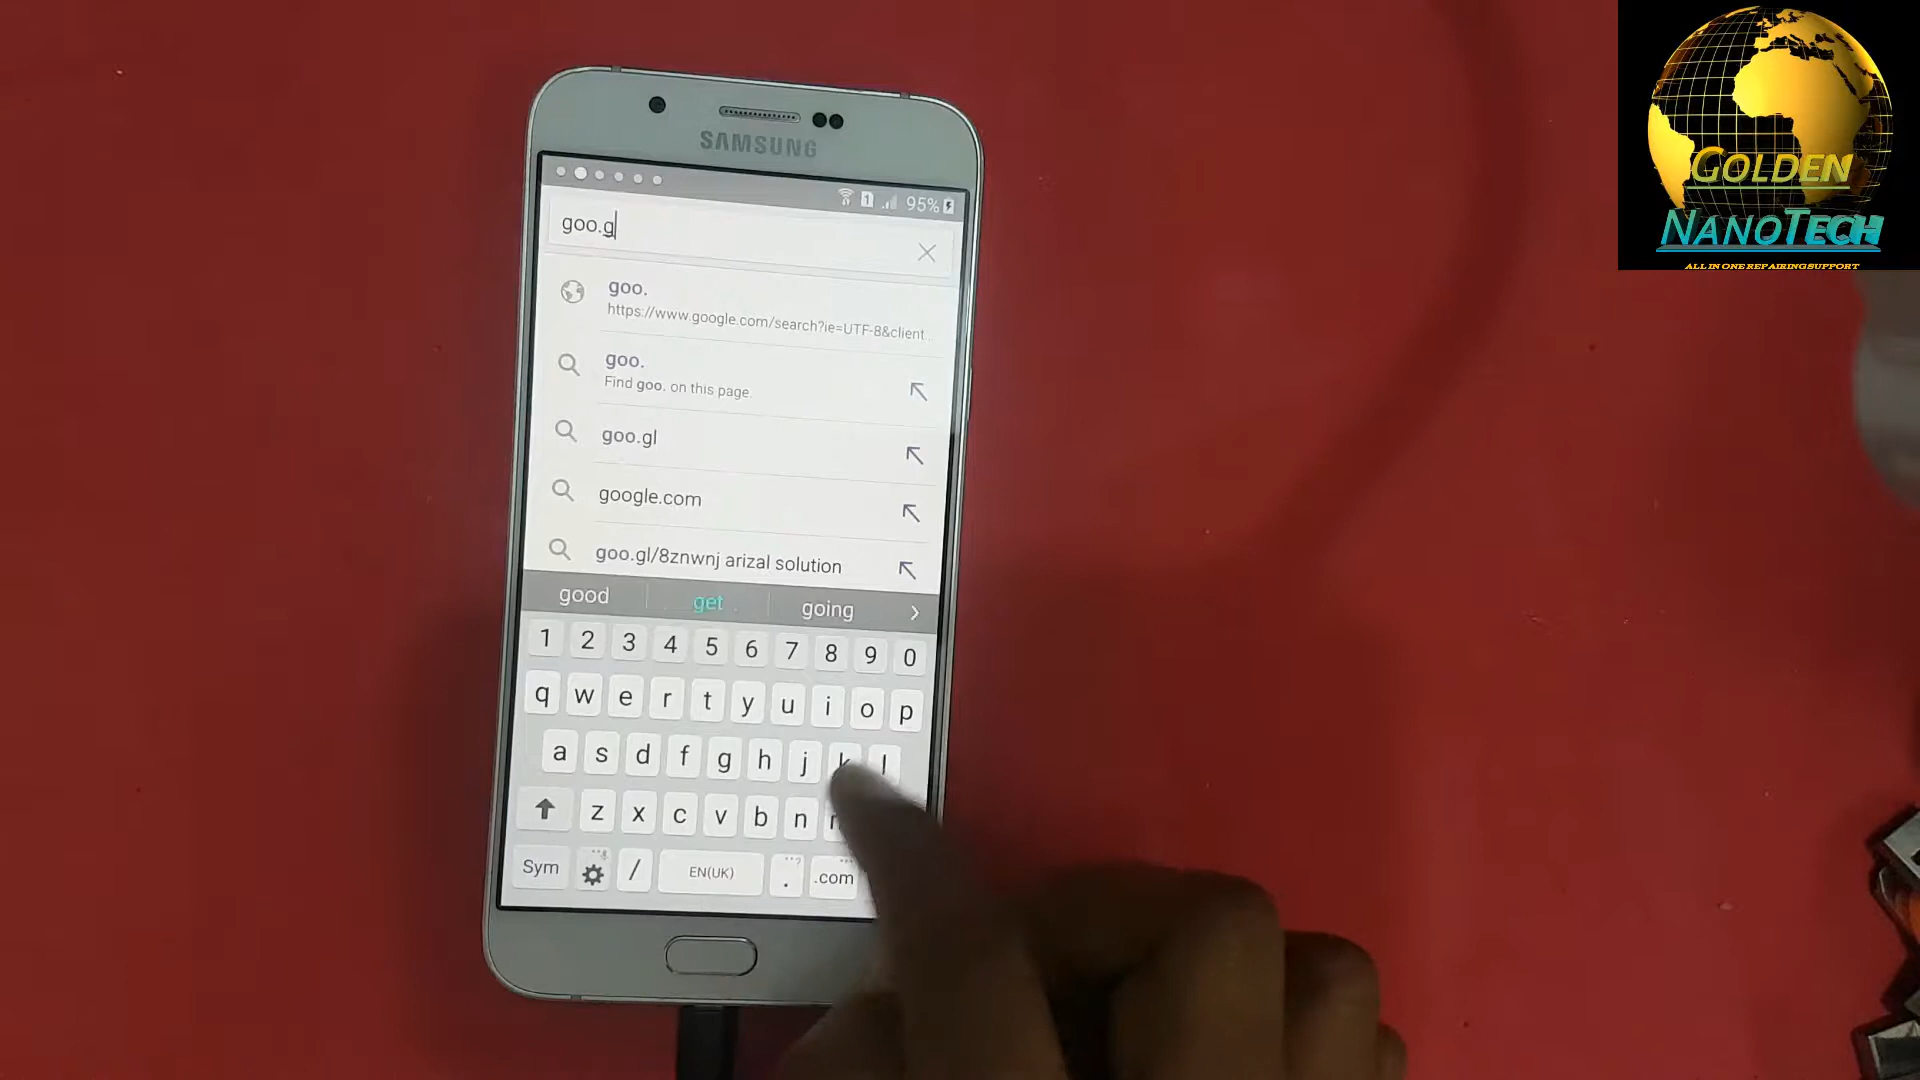 SAMSUNG
1
95%
goo.g
goo.
https://www.google.com/search?ie=UTF-8&client..
goo.
Find goo. on this page.
goo.gl
google.com
goo.gl/8znwnj arizal solution
good get going
1 2 3 4 5 6 7 8 9 0
q w e r t y u i o p
a s d f g h j k l
z x c v b n
Sym / EN(UK) . .com
GOLDEN
NANOTECH
ALL IN ONE REPAIRING SUPPORT